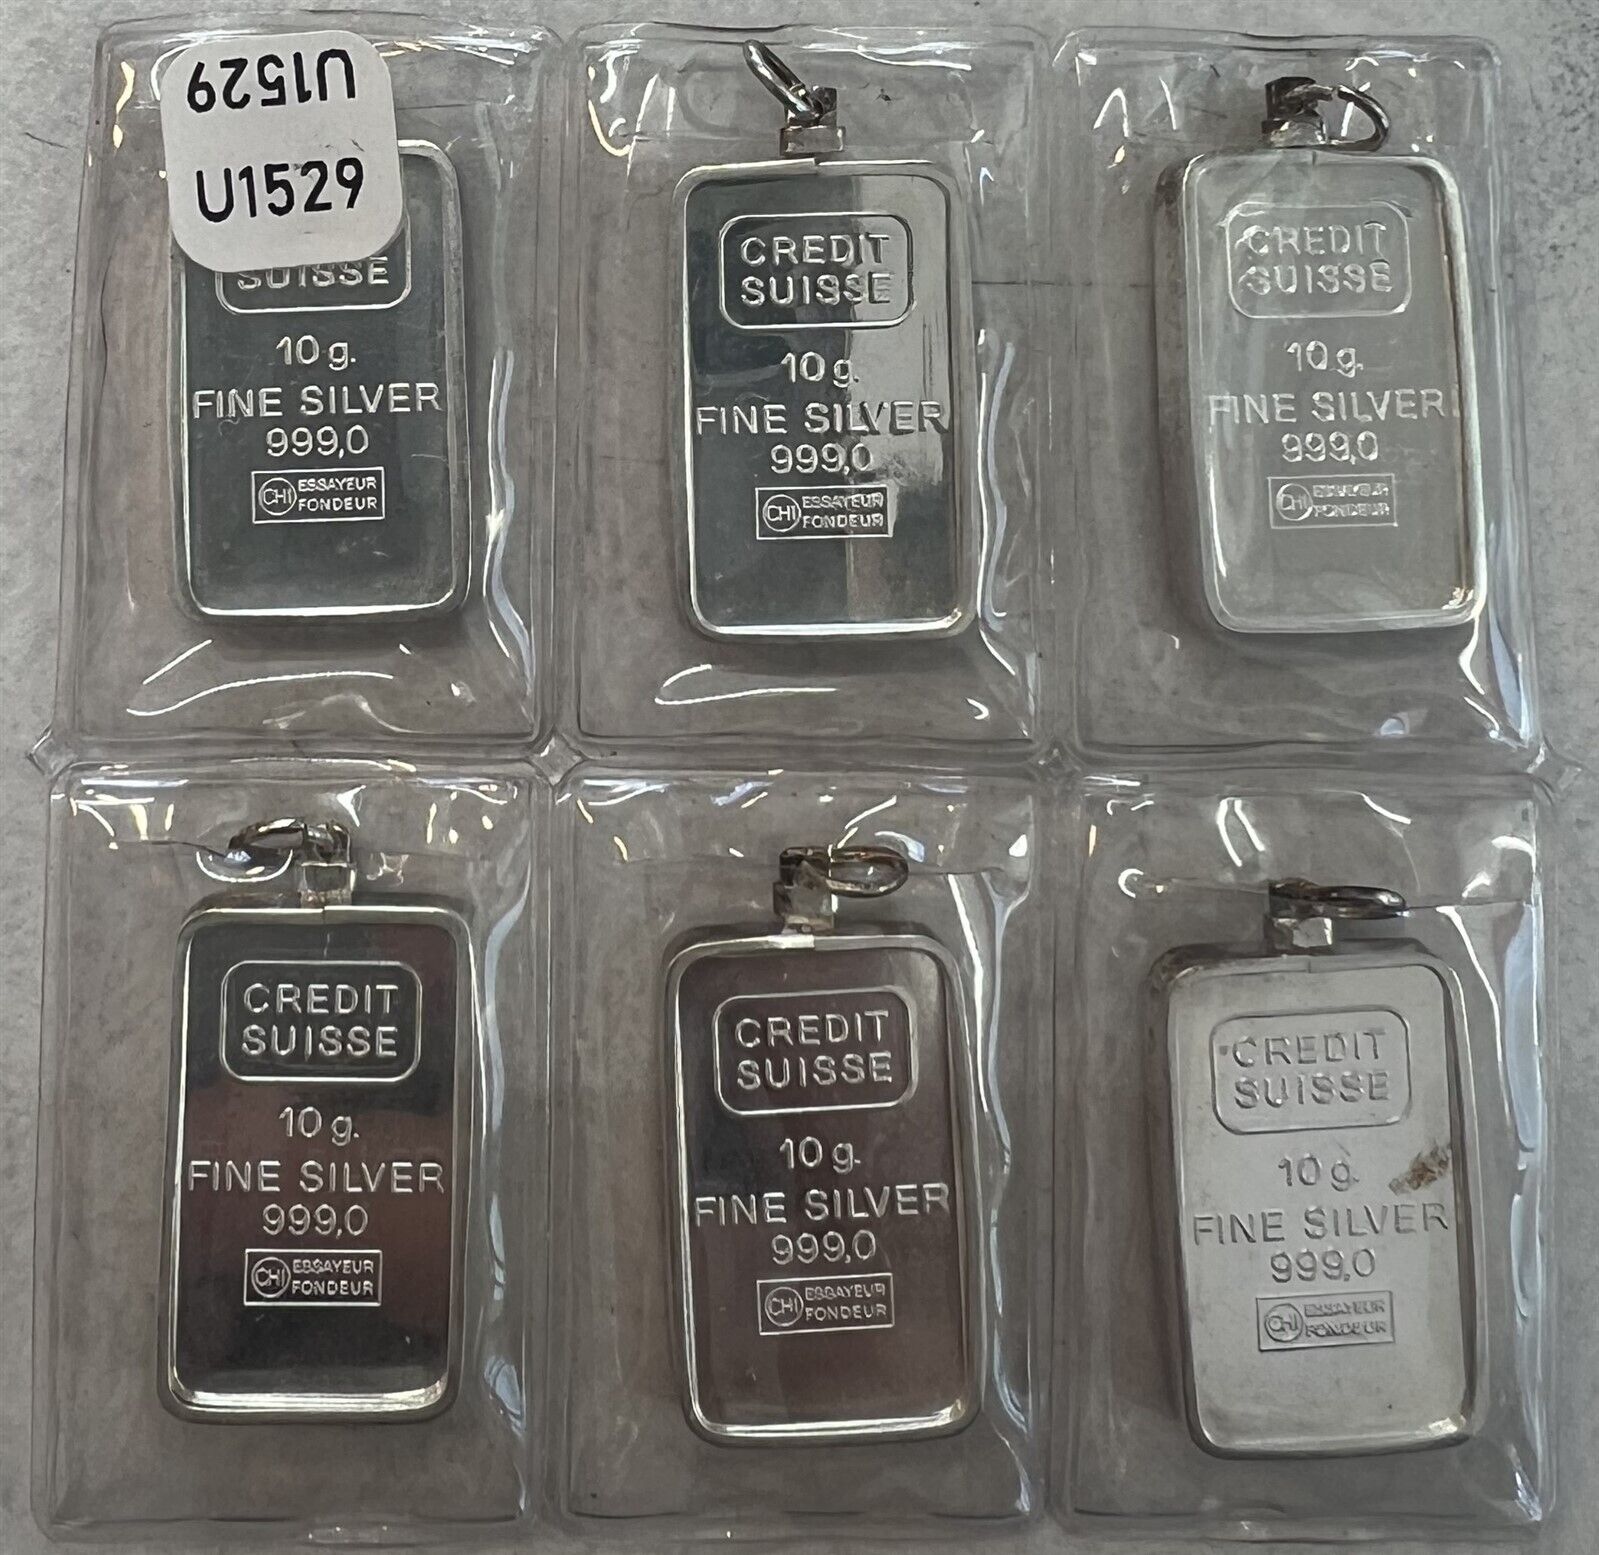 U1529
U1529
SUISSE
10 g.
FINE SILVER
999,0
CHI ESSAYEUR
FONDEUR
CREDIT
SUISSE
10 g.
FINE SILVER
999,0
CHI ESSAYEUR
FONDEUR
CREDIT
SUISSE
10 g.
FINE SILVER
999,0
CHI ESSAYEUR
FONDEUR
CREDIT
SUISSE
10 g.
FINE SILVER
999,0
CHI ESSAYEUR
FONDEUR
CREDIT
SUISSE
10 g.
FINE SILVER
999,0
CHI ESSAYEUR
FONDEUR
CREDIT
SUISSE
10 g.
FINE SILVER
999,0
CHI ESSAYEUR
FONDEUR